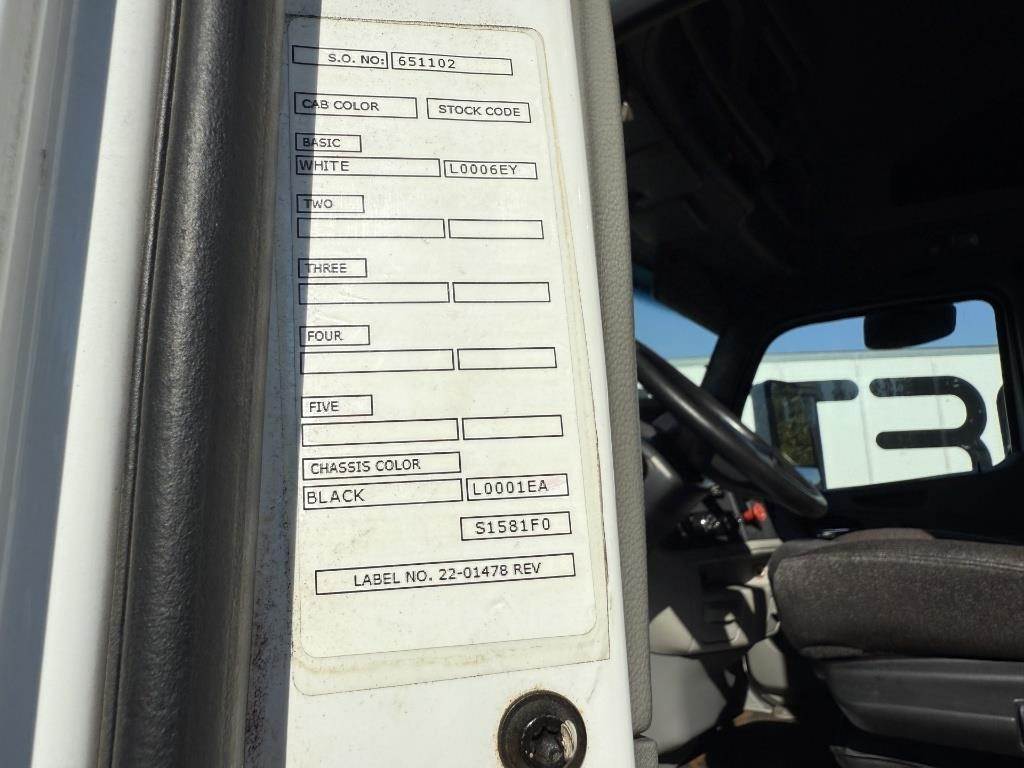 S.O. NO: 651102
CAB COLOR STOCK CODE
BASIC
WHITE L0006EY
TWO
THREE
FOUR
FIVE
CHASSIS COLOR
BLACK L0001EA
S1581F0
LABEL NO. 22-01478 REV